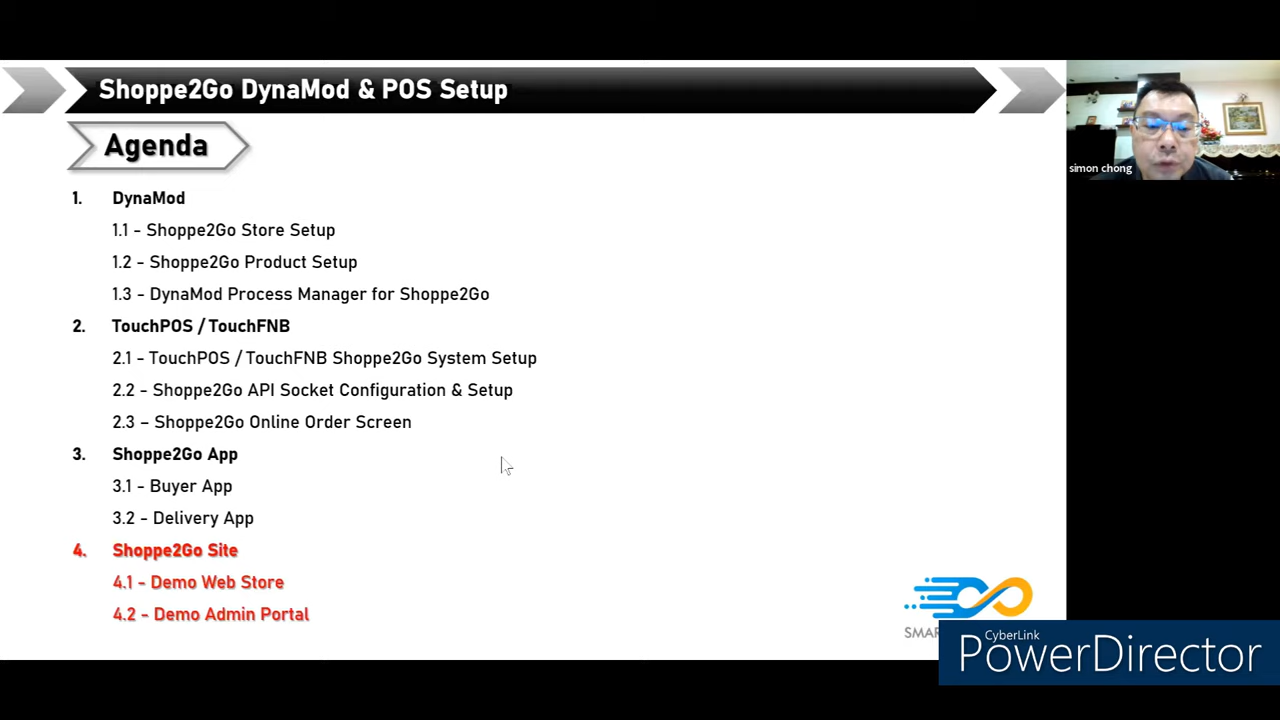 Shoppe2Go DynaMod & POS Setup
Agenda
1. DynaMod
1.1 - Shoppe2Go Store Setup
1.2 - Shoppe2Go Product Setup
1.3 - DynaMod Process Manager for Shoppe2Go
2. TouchPOS / TouchFNB
2.1 - TouchPOS / TouchFNB Shoppe2Go System Setup
2.2 - Shoppe2Go API Socket Configuration & Setup
2.3 – Shoppe2Go Online Order Screen
3. Shoppe2Go App
3.1 - Buyer App
3.2 - Delivery App
4. Shoppe2Go Site
4.1 - Demo Web Store
4.2 - Demo Admin Portal
simon chong
CyberLink
PowerDirector